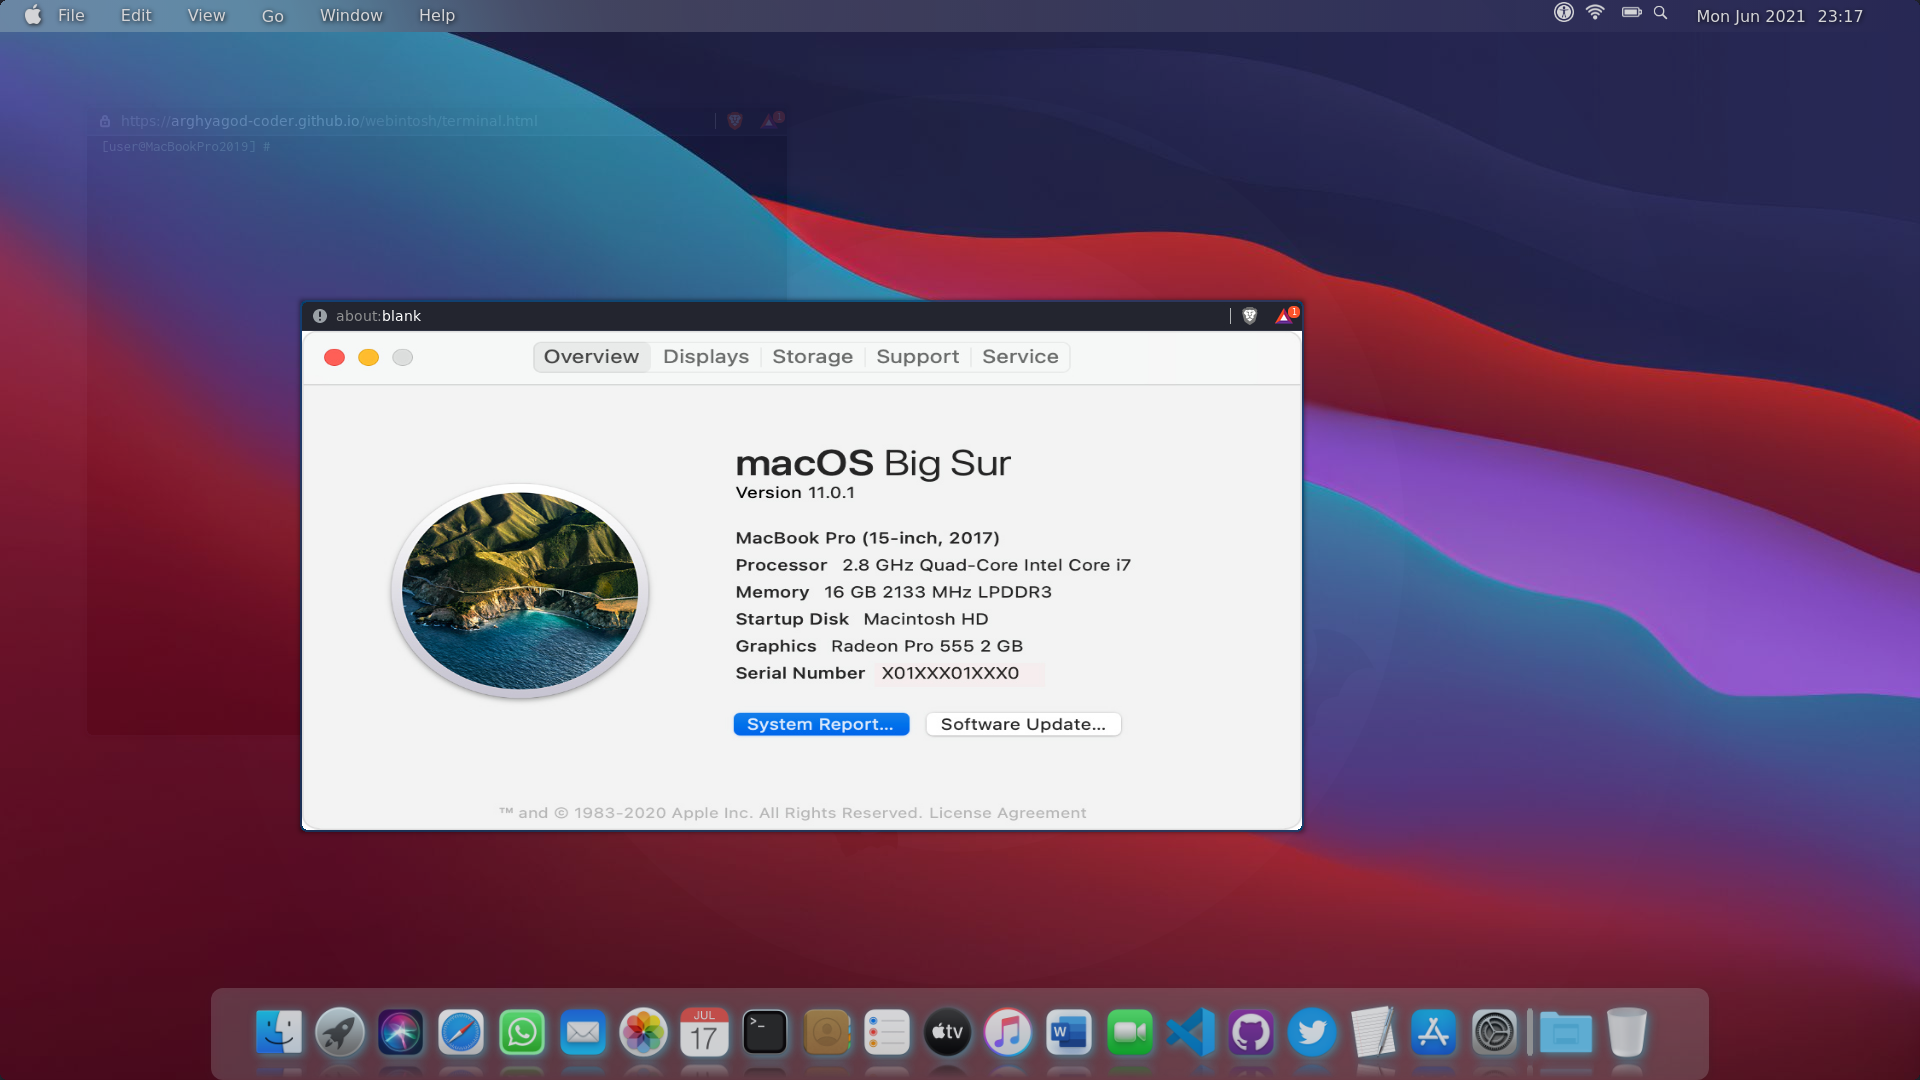 File Edit View Go Window Help Mon Jun 2021 23:17
https://arghyagod-coder.github.io/webintosh/terminal.html 1
[user@MacBookPro2019] #
about:blank 1
Overview Displays Storage Support Service
macOS Big Sur
Version 11.0.1
MacBook Pro (15-inch, 2017)
Processor 2.8 GHz Quad-Core Intel Core i7
Memory 16 GB 2133 MHz LPDDR3
Startup Disk Macintosh HD
Graphics Radeon Pro 555 2 GB
Serial Number X01XXX01XXX0
System Report... Software Update...
™ and © 1983-2020 Apple Inc. All Rights Reserved. License Agreement
JUL
17
>_
tv
W